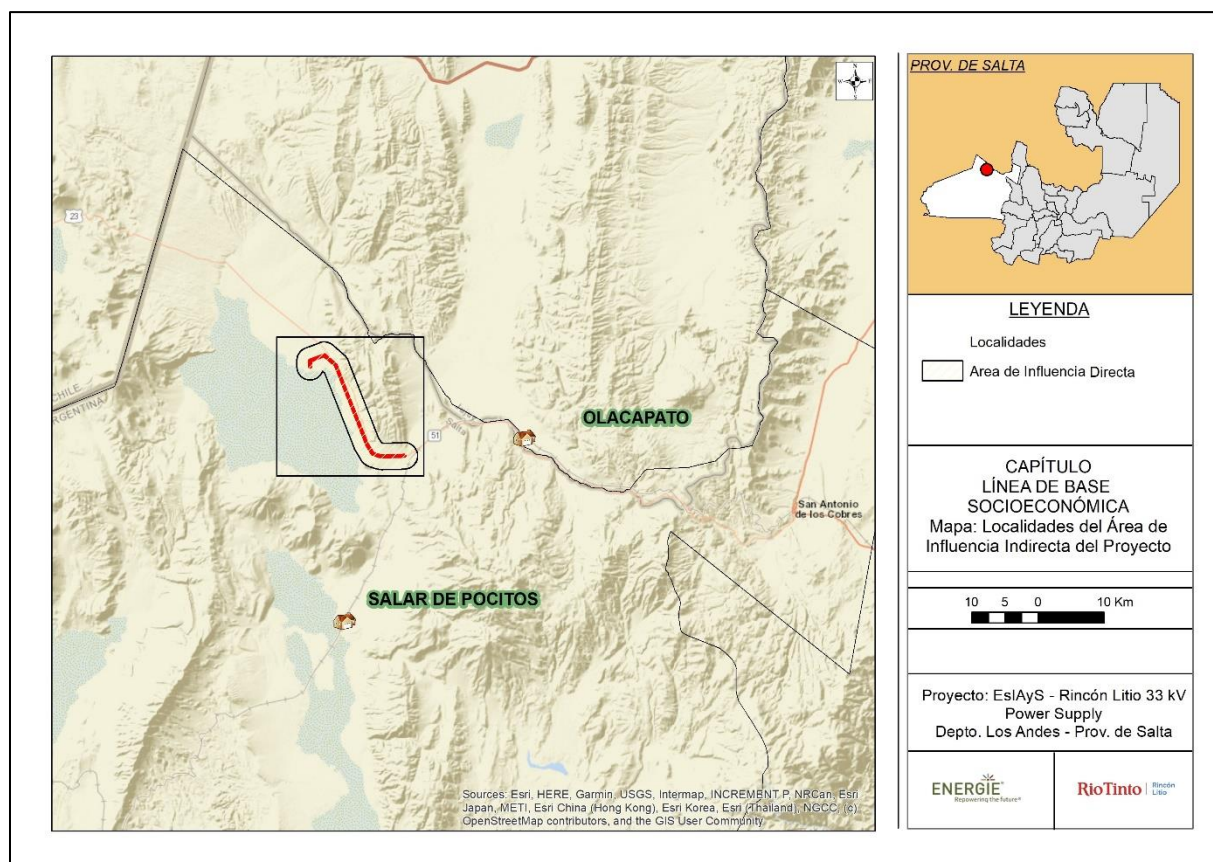 23
CHILE
ARGENTINA
51
Salta
OLACAPATO
San Antonio
de los Cobres
SALAR DE POCITOS
Sources: Esri, HERE, Garmin, USGS, Intermap, INCREMENT P, NRCan, Esri
Japan, METI, Esri China (Hong Kong), Esri Korea, Esri (Thailand), NGCC, (c)
OpenStreetMap contributors, and the GIS User Community
PROV. DE SALTA
LEYENDA
Localidades
Area de Influencia Directa
CAPÍTULO
LÍNEA DE BASE
SOCIOECONÓMICA
Mapa: Localidades del Área de
Influencia Indirecta del Proyecto
10 5 0 10 Km
Proyecto: EsIAyS - Rincón Litio 33 kV
Power Supply
Depto. Los Andes - Prov. de Salta
ENERGÍE
Repowering the future®
RioTinto | Rincón
Litio